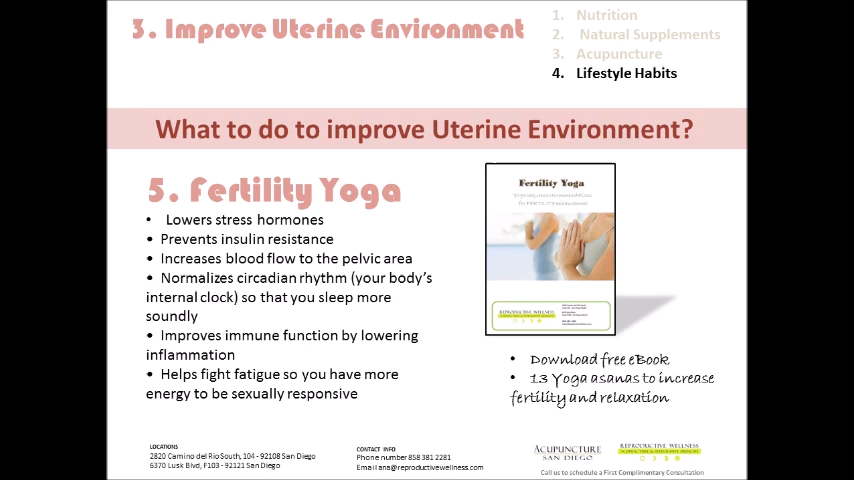 3. Improve Uterine Environment
1. Nutrition
2. Natural Supplements
3. Acupuncture
4. Lifestyle Habits
What to do to improve Uterine Environment?
5. Fertility Yoga
• Lowers stress hormones
• Prevents insulin resistance
• Increases blood flow to the pelvic area
• Normalizes circadian rhythm (your body's
internal clock) so that you sleep more
soundly
• Improves immune function by lowering
inflammation
• Helps fight fatigue so you have more
energy to be sexually responsive
Fertility Yoga
REPRODUCTIVE WELLNESS
• Download free eBook
• 13 Yoga asanas to increase
fertility and relaxation
LOCATIONS
2820 Camino del Rio South, 104 - 92108 San Diego
6370 Lusk Blvd, F103 - 92121 San Diego
CONTACT INFO
Phone number 858 381 2281
Email ana@reproductivewellness.com
ACUPUNCTURE
SAN DIEGO
REPRODUCTIVE WELLNESS
ACUPUNCTURE & HERBAL MEDICINE
Call us to schedule a First Complimentary Consultation